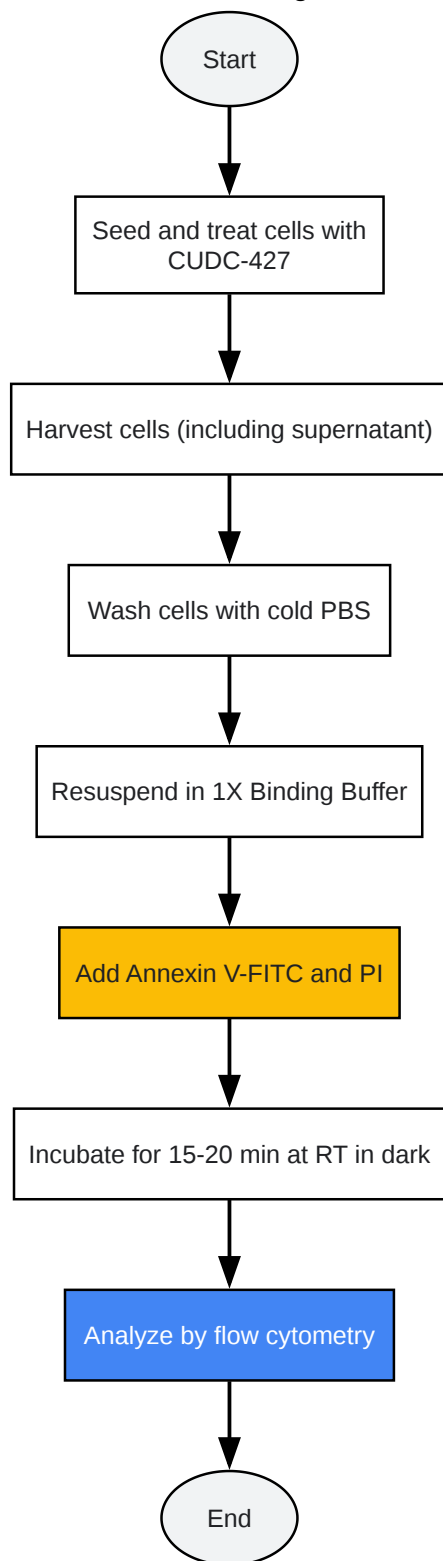 Start
Seed and treat cells with
CUDC-427
Harvest cells (including supernatant)
Wash cells with cold PBS
Resuspend in 1X Binding Buffer
Add Annexin V-FITC and PI
Incubate for 15-20 min at RT in dark
Analyze by flow cytometry
End